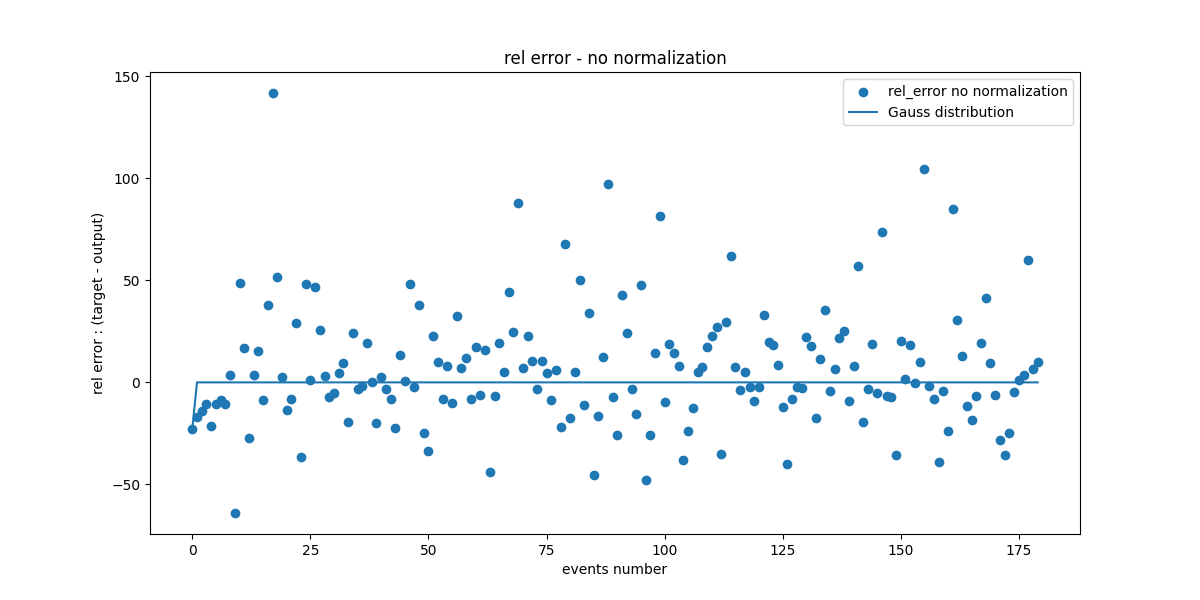 rel error - no normalization
rel_error no normalization
Gauss distribution
rel error : (target - output)
150
100
50
0
−50
0 25 50 75 100 125 150 175
events number